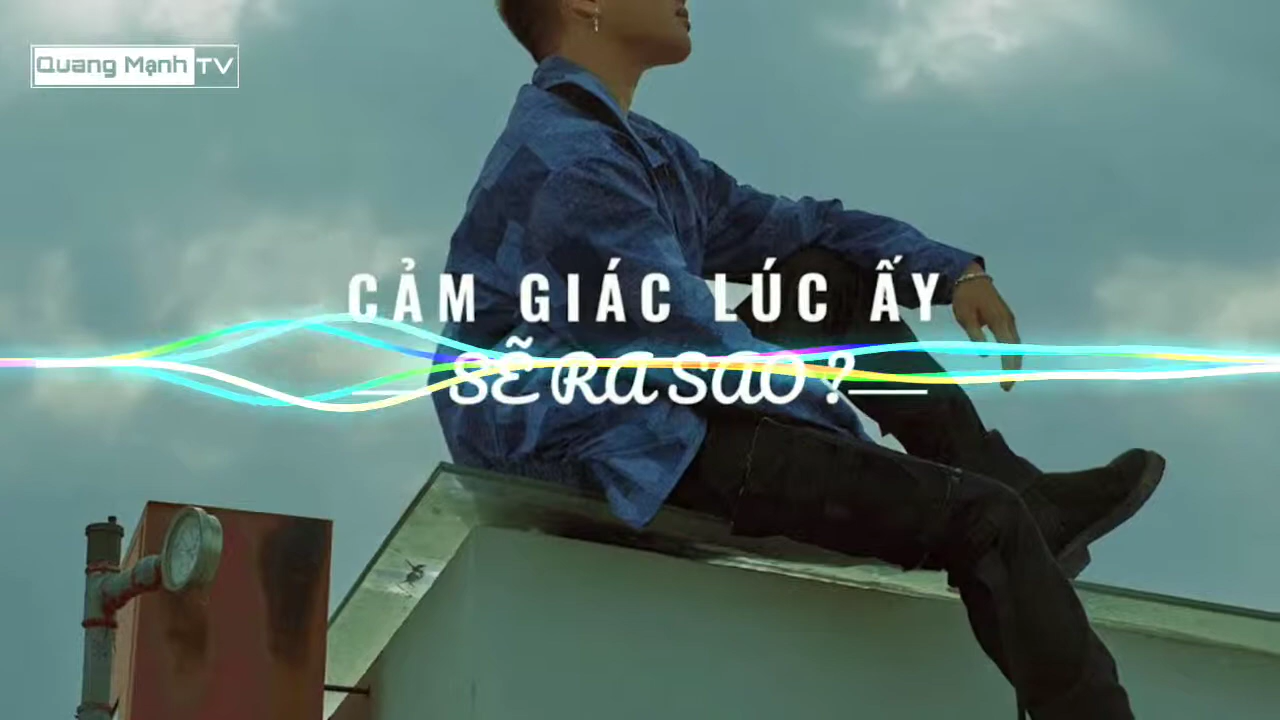 Quang Mạnh TV
CẢM GIÁC LÚC ẤY
SẼ RA SAO ?